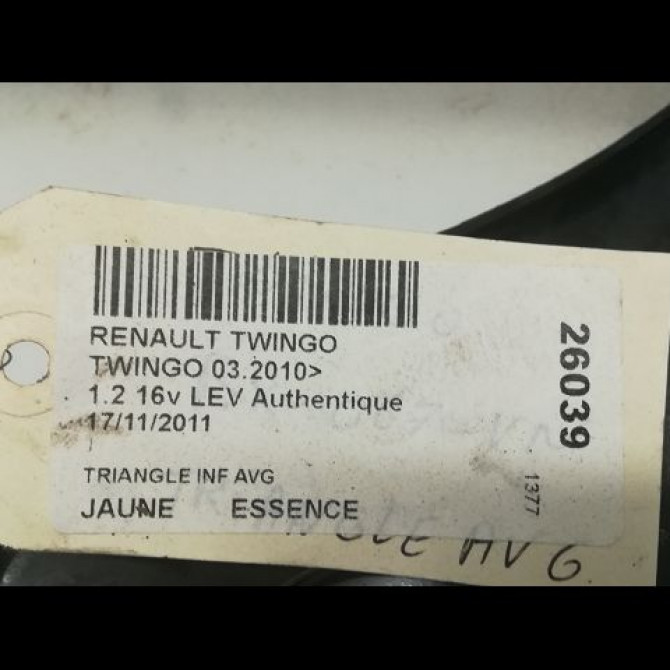 RENAULT TWINGO
TWINGO 03.2010>
1.2 16v LEV Authentique
17/11/2011
TRIANGLE INF AVG
JAUNE ESSENCE
26039
1377
AVG